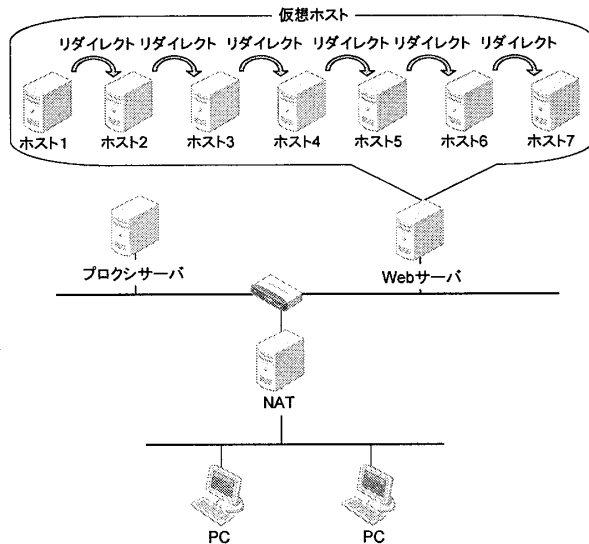 仮想ホスト
リダイレクト リダイレクト リダイレクト リダイレクト リダイレクト リダイレクト
ホスト1 ホスト2 ホスト3 ホスト4 ホスト5 ホスト6 ホスト7
プロクシサーバ Webサーバ
NAT
PC PC